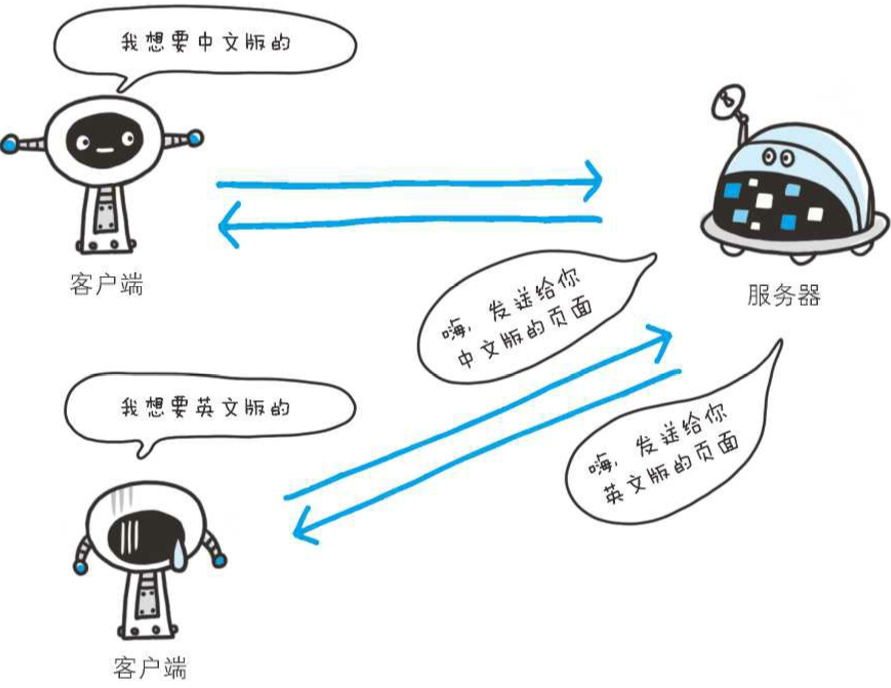 我想要中文版的
客户端
服务器
嗨,发送给你
中文版的页面
我想要英文版的
嗨,发送给你
英文版的页面
客户端